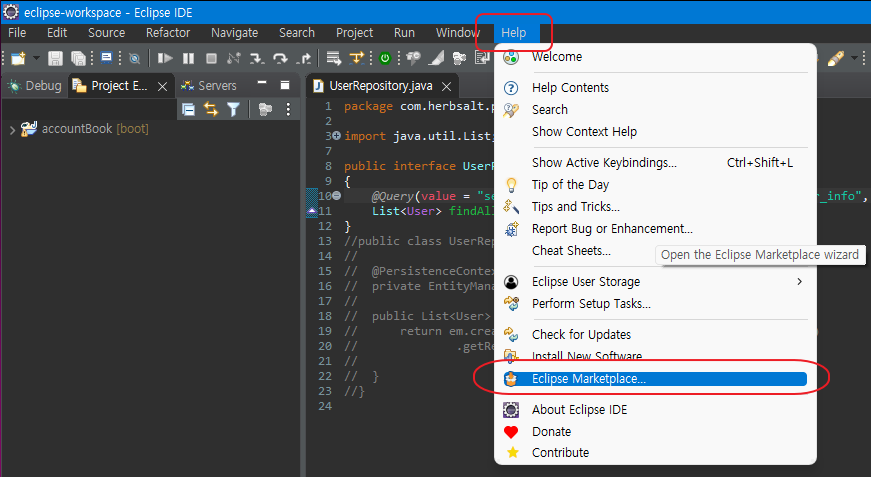 eclipse-workspace - Eclipse IDE
File Edit Source Refactor Navigate Search Project Run Window Help
Debug Project E... Servers
accountBook [boot]
UserRepository.java
1 package com.herbsalt.
2
3 import java.util.List
7
8 public interface UserR
9 {
10 @Query(value = "se r_info",
11 List<User> findAll
12 }
13 //public class UserRep
14 //
15 // @PersistenceContex
16 // private EntityMana
17 //
18 // public List<User>
19 // return em.crea
20 // .getRe
21 //
22 // }
23 //}
24
Welcome
Help Contents
Search
Show Context Help
Show Active Keybindings... Ctrl+Shift+L
Tip of the Day
Tips and Tricks...
Report Bug or Enhancement...
Cheat Sheets...
Open the Eclipse Marketplace wizard
Eclipse User Storage
Perform Setup Tasks...
Check for Updates
Install New Software
Eclipse Marketplace...
About Eclipse IDE
Donate
Contribute